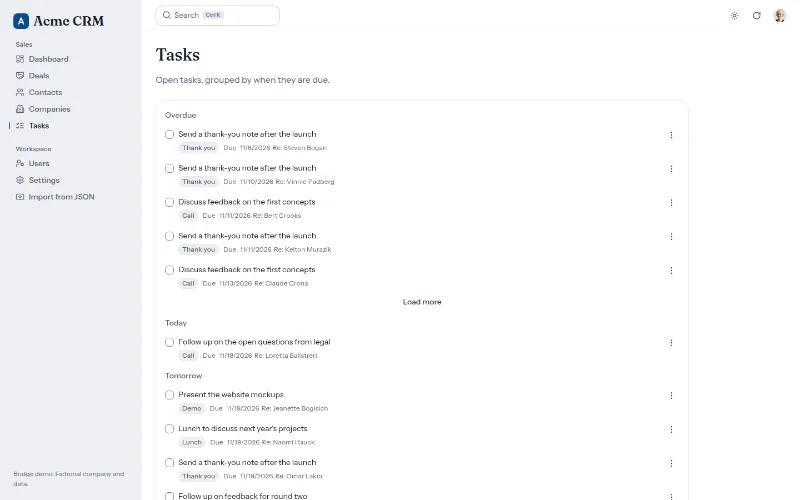 A Acme CRM
Search Ctrl K
Sales
Dashboard
Deals
Contacts
Companies
Tasks
Workspace
Users
Settings
Import from JSON
Bridge demo: Fictional company and
data.
Tasks
Open tasks, grouped by when they are due.
Overdue
Send a thank-you note after the launch
Thank you Due 11/6/2026 Re: Steven Bogan
Send a thank-you note after the launch
Thank you Due 11/10/2026 Re: Vinnie Padberg
Discuss feedback on the first concepts
Call Due 11/11/2026 Re: Bert Crooks
Send a thank-you note after the launch
Thank you Due 11/11/2026 Re: Kelton Murazik
Discuss feedback on the first concepts
Call Due 11/13/2026 Re: Claude Crona
Load more
Today
Follow up on the open questions from legal
Call Due 11/18/2026 Re: Loretta Balistreri
Tomorrow
Present the website mockups
Demo Due 11/19/2026 Re: Jeanette Bogisich
Lunch to discuss next year's projects
Lunch Due 11/19/2026 Re: Naomi Hauck
Send a thank-you note after the launch
Thank you Due 11/19/2026 Re: Omar Lakin
Follow up on feedback for round two